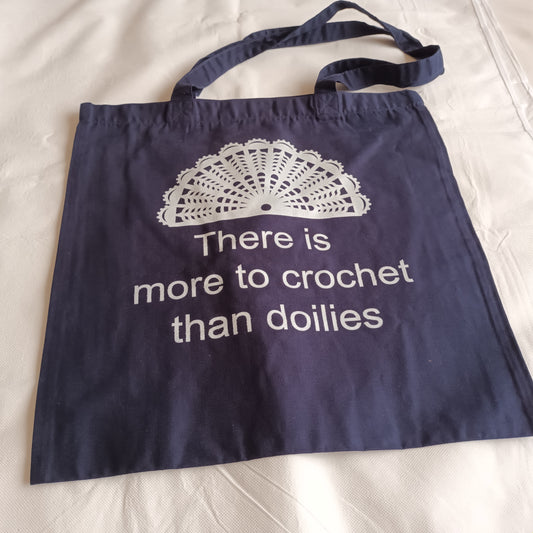 There is
more to crochet
than doilies